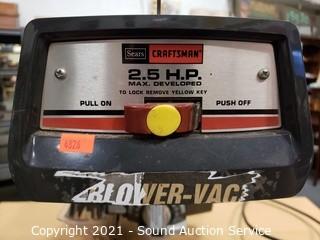 Sears CRAFTSMAN
2.5 H.P.
MAX. DEVELOPED
TO LOCK REMOVE YELLOW KEY
PULL ON PUSH OFF
4324
BLOWER-VAC
Copyright 2021 - Sound Auction Service